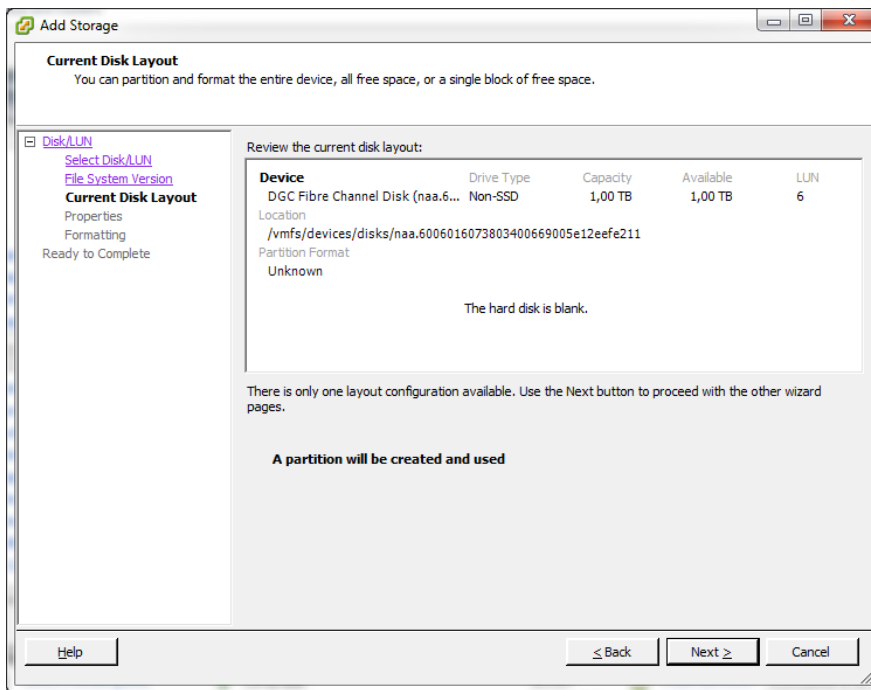 Add Storage
Current Disk Layout
You can partition and format the entire device, all free space, or a single block of free space.
Disk/LUN
Select Disk/LUN
File System Version
Current Disk Layout
Properties
Formatting
Ready to Complete
Review the current disk layout:
Device Drive Type Capacity Available LUN
DGC Fibre Channel Disk (naa.6... Non-SSD 1,00 TB 1,00 TB 6
Location
/vmfs/devices/disks/naa.6006016073803400669005e12eefe211
Partition Format
Unknown
The hard disk is blank.
There is only one layout configuration available. Use the Next button to proceed with the other wizard
pages.
A partition will be created and used
Help < Back Next > Cancel